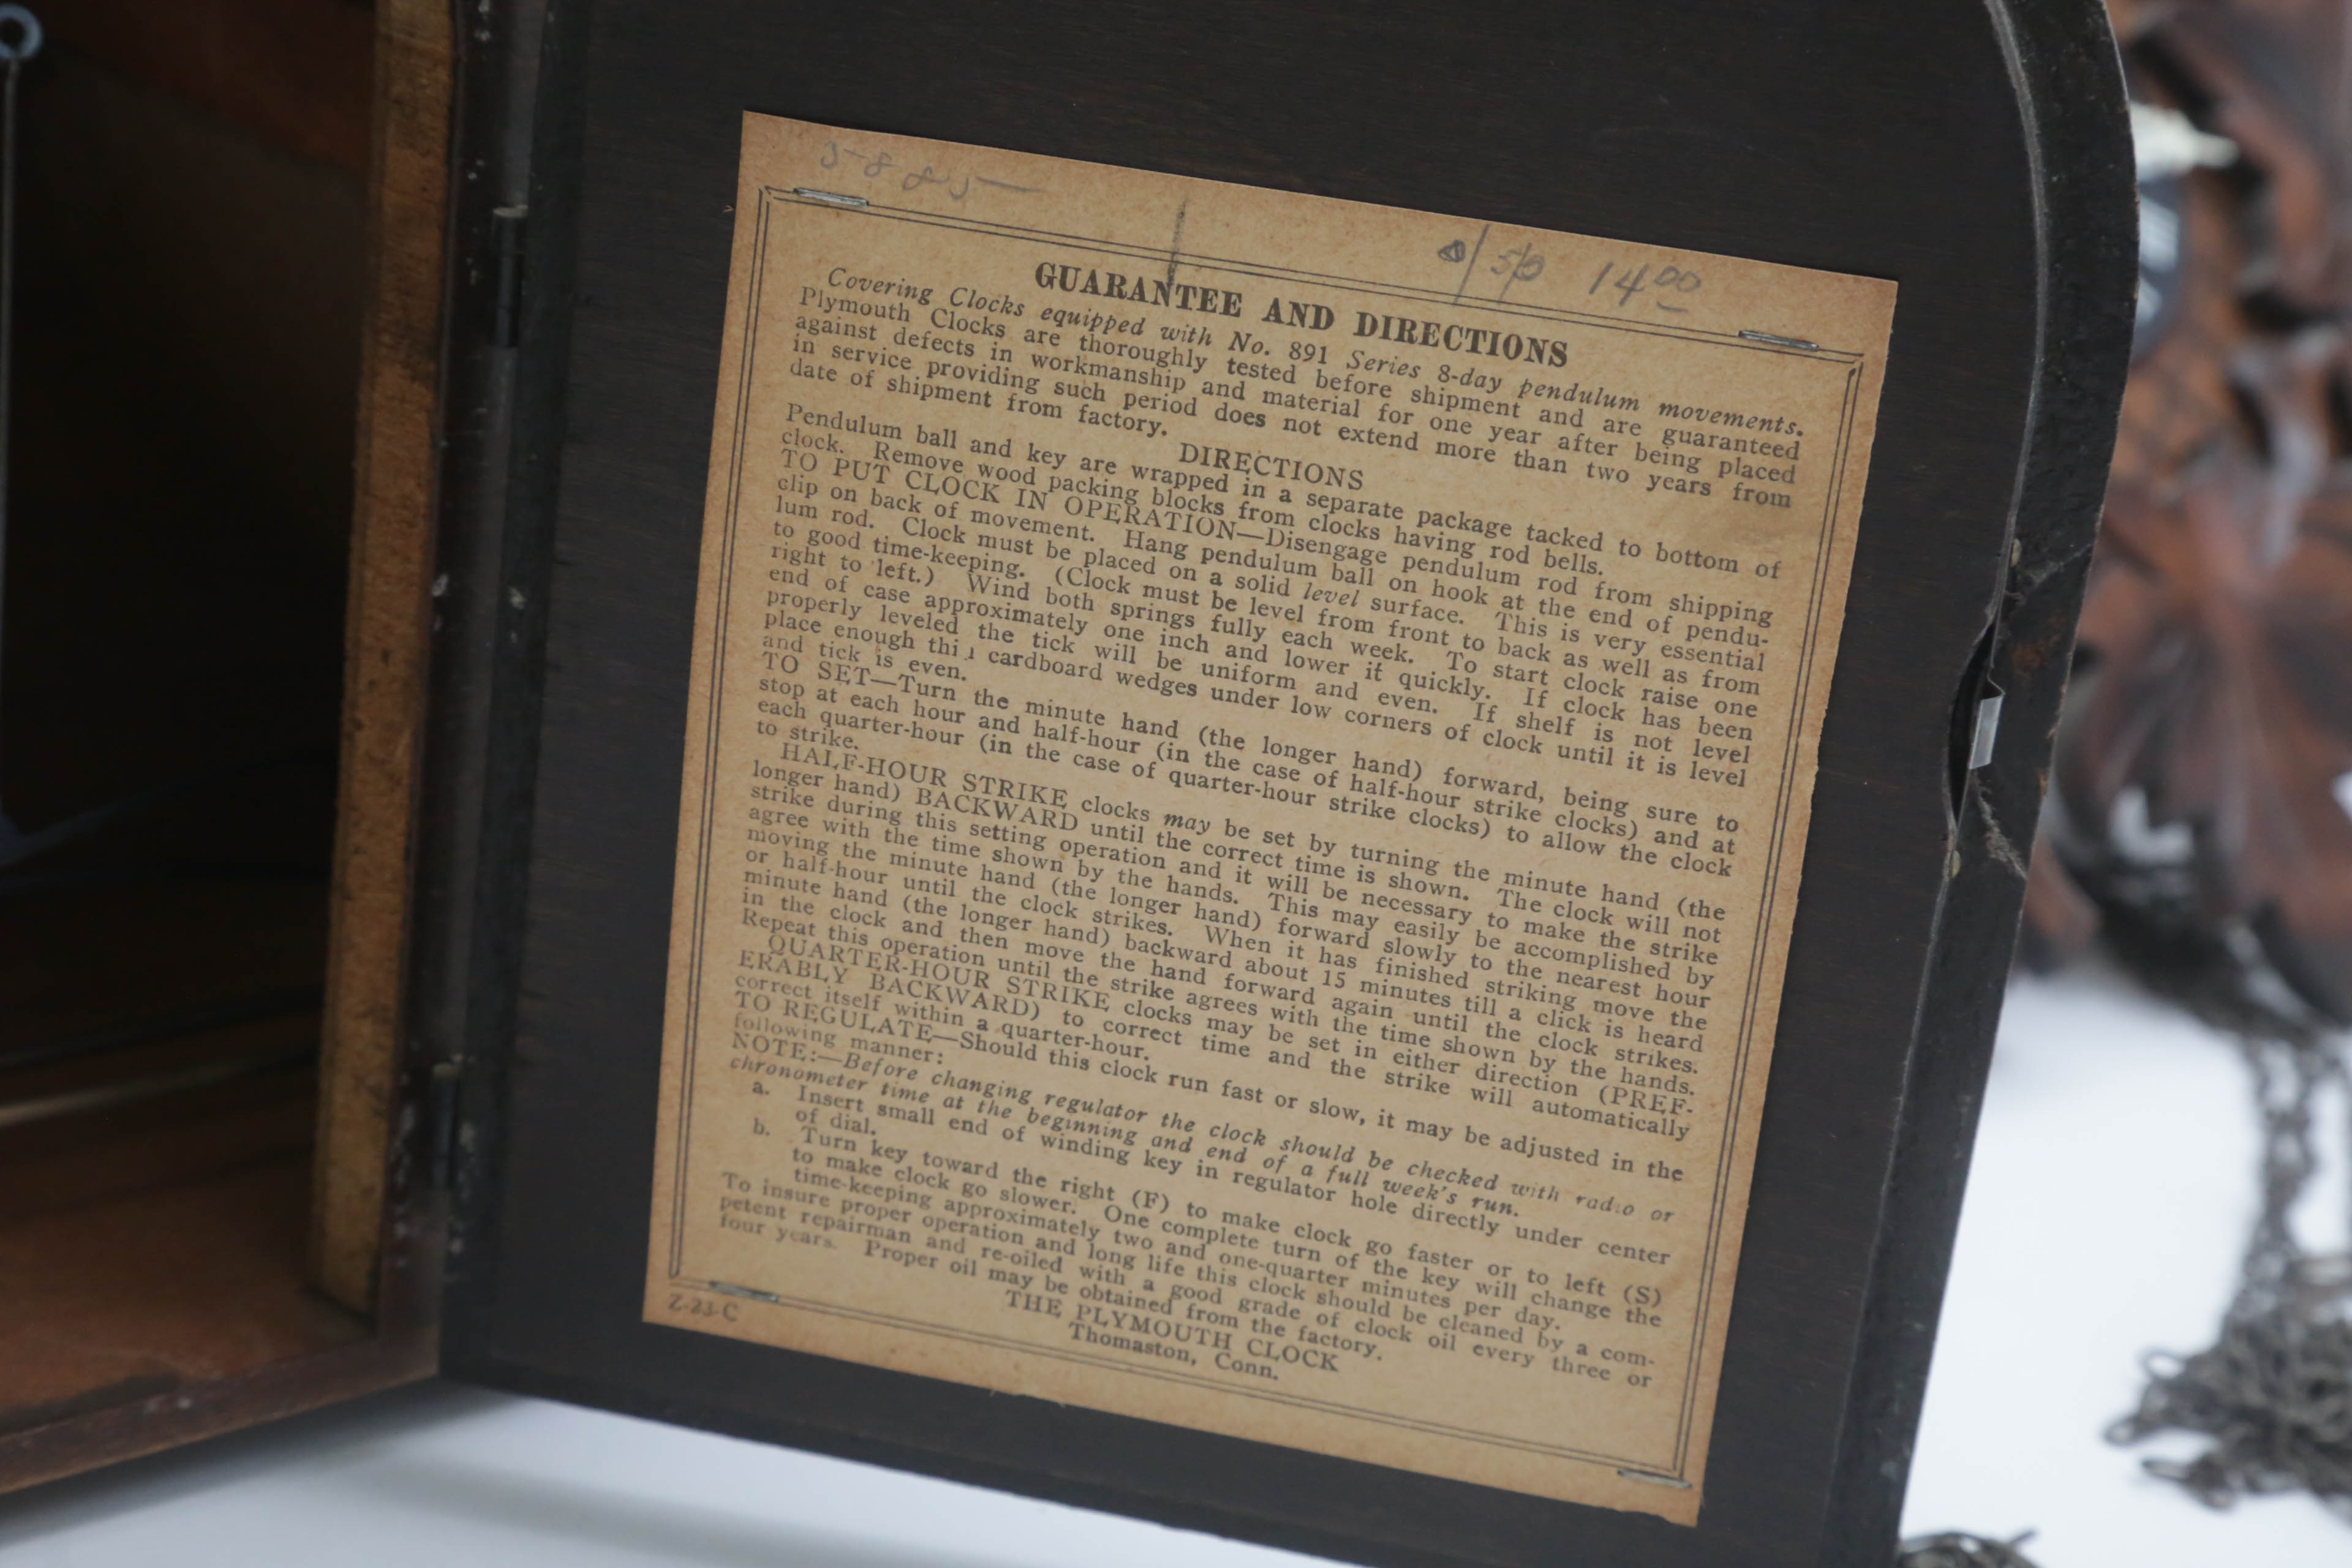 5885
8/50 14 00
GUARANTEE AND DIRECTIONS
Covering Clocks equipped with No. 891 Series 8-day pendulum movements.
Plymouth Clocks are thoroughly tested before shipment and are guaranteed
against defects in workmanship and material for one year after being placed
in service providing such period does not extend more than two years from
date of shipment from factory.
DIRECTIONS
Pendulum ball and key are wrapped in a separate package tacked to bottom of
clock. Remove wood packing blocks from clocks having rod bells.
TO PUT CLOCK IN OPERATION—Disengage pendulum rod from shipping
clip on back of movement. Hang pendulum ball on hook at the end of pendu-
lum rod. Clock must be placed on a solid level surface. This is very essential
to good time-keeping. (Clock must be level from front to back as well as from
right to left.) Wind both springs fully each week. To start clock raise one
end of case approximately one inch and lower it quickly. If clock has been
properly leveled the tick will be uniform and even. If shelf is not level
place enough thi cardboard wedges under low corners of clock until it is level
and tick is even.
TO SET—Turn the minute hand (the longer hand) forward, being sure to
stop at each hour and half-hour (in the case of half-hour strike clocks) and at
each quarter-hour (in the case of quarter-hour strike clocks) to allow the clock
to strike.
HALF-HOUR STRIKE clocks may be set by turning the minute hand (the
longer hand) BACKWARD until the correct time is shown. The clock will not
strike during this setting operation and it will be necessary to make the strike
agree with the time shown by the hands. This may easily be accomplished by
moving the minute hand (the longer hand) forward slowly to the nearest hour
or half-hour until the clock strikes. When it has finished striking move the
minute hand (the longer hand) backward about 15 minutes till a click is heard
in the clock and then move the hand forward again until the clock strikes.
Repeat this operation until the strike agrees with the time shown by the hands.
QUARTER-HOUR STRIKE clocks may be set in either direction (PREF-
ERABLY BACKWARD) to correct time and the strike will automatically
correct itself within a quarter-hour.
TO REGULATE—Should this clock run fast or slow, it may be adjusted in the
following manner:
NOTE:—Before changing regulator the clock should be checked with radio or
chronometer time at the beginning and end of a full week's run.
a. Insert small end of winding key in regulator hole directly under center
of dial.
b. Turn key toward the right (F) to make clock go faster or to left (S)
to make clock go slower. One complete turn of the key will change the
time-keeping approximately two and one-quarter minutes per day.
To insure proper operation and long life this clock should be cleaned by a com-
petent repairman and re-oiled with a good grade of clock oil every three or
four years. Proper oil may be obtained from the factory.
THE PLYMOUTH CLOCK
Thomaston, Conn.
Z-23-C